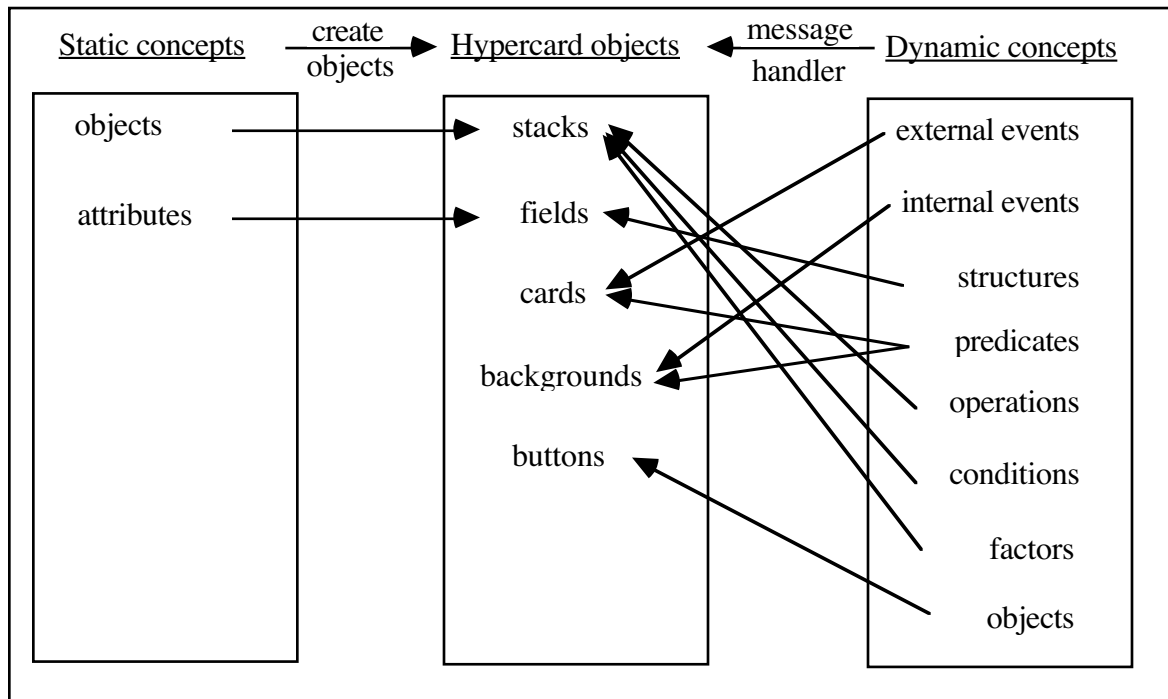 Static concepts
create
objects
Hypercard objects
message
handler
Dynamic concepts
objects
attributes
stacks
fields
cards
backgrounds
buttons
external events
internal events
structures
predicates
operations
conditions
factors
objects